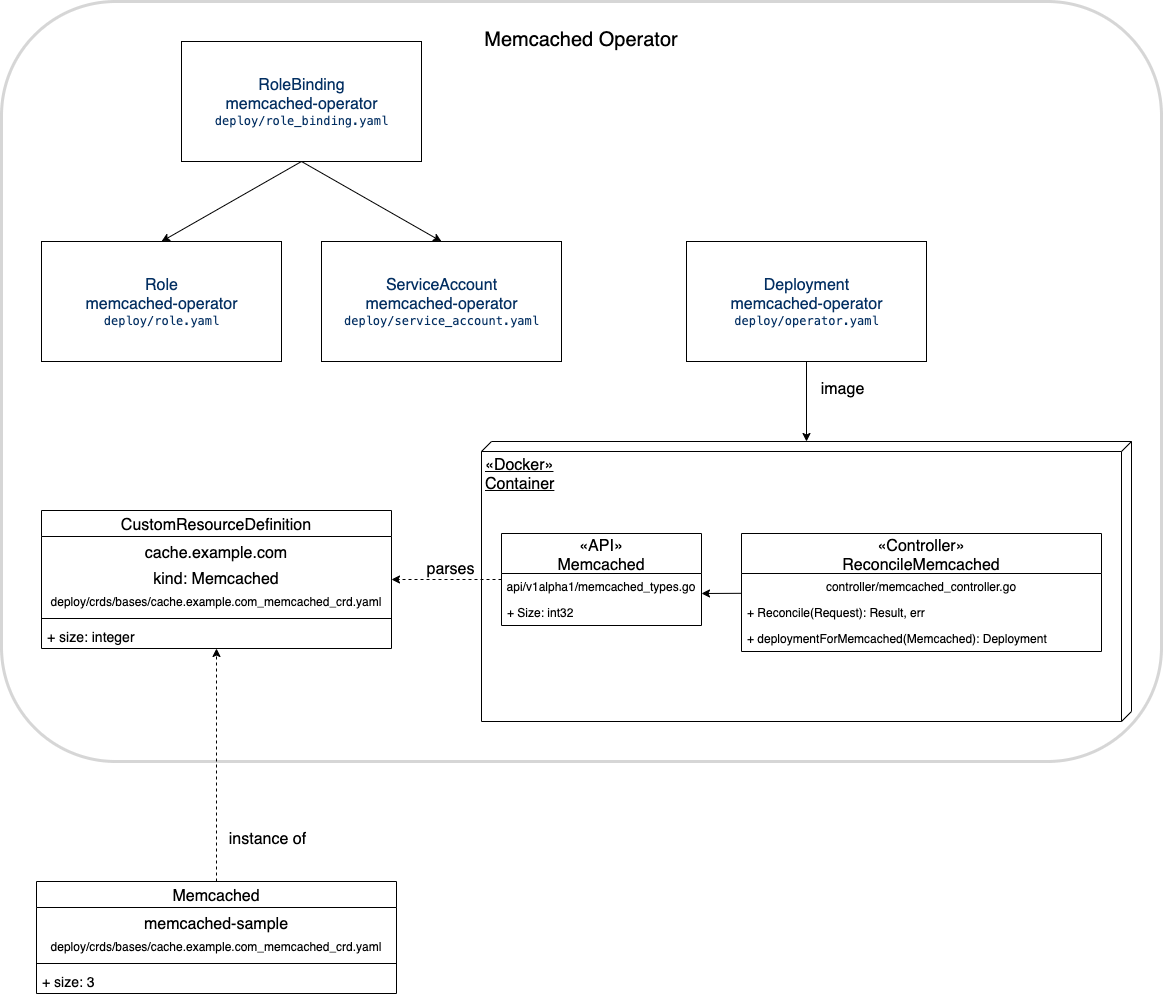 Memcached Operator
RoleBinding
memcached-operator
deploy/role_binding.yaml
Role
memcached-operator
deploy/role.yaml
ServiceAccount
memcached-operator
deploy/service_account.yaml
Deployment
memcached-operator
deploy/operator.yaml
image
«Docker»
Container
CustomResourceDefinition
cache.example.com
kind: Memcached
deploy/crds/bases/cache.example.com_memcached_crd.yaml
+ size: integer
parses
«API»
Memcached
api/v1alpha1/memcached_types.go
+ Size: int32
«Controller»
ReconcileMemcached
controller/memcached_controller.go
+ Reconcile(Request): Result, err
+ deploymentForMemcached(Memcached): Deployment
instance of
Memcached
memcached-sample
deploy/crds/bases/cache.example.com_memcached_crd.yaml
+ size: 3